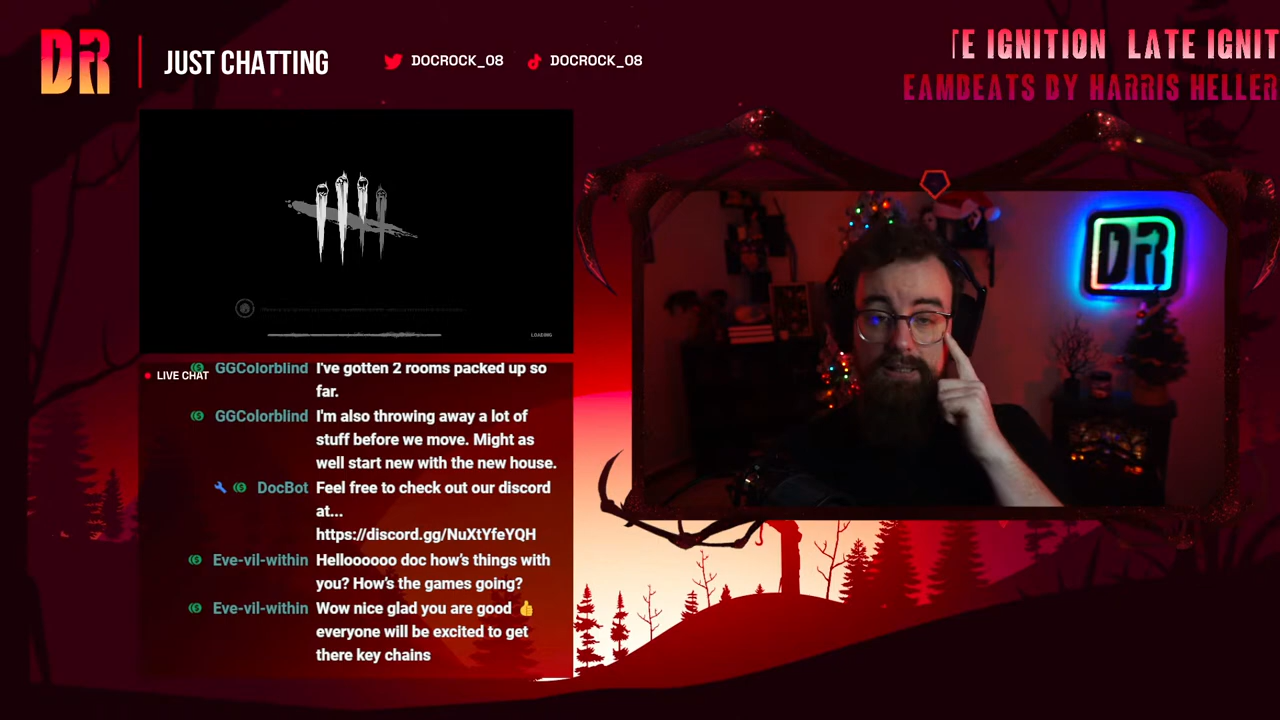 DR
JUST CHATTING
DOCROCK_08
DOCROCK_08
TE IGNITION LATE IGNIT
EAMBEATS BY HARRIS HELLER
DR
LOADING
LIVE CHAT
GGColorblind I've gotten 2 rooms packed up so
far.
GGColorblind I'm also throwing away a lot of
stuff before we move. Might as
well start new with the new house.
DocBot Feel free to check out our discord
at...
https://discord.gg/NuXtYfeYQH
Eve-vil-within Helloooooo doc how's things with
you? How's the games going?
Eve-vil-within Wow nice glad you are good 👍
everyone will be excited to get
there key chains